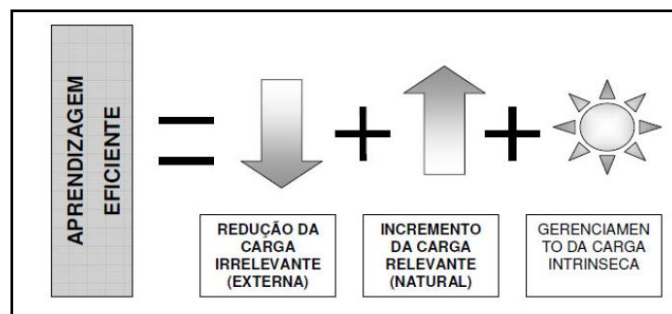 APRENDIZAGEM
EFICIENTE
=
+
+
REDUÇÃO DA
CARGA
IRRELEVANTE
(EXTERNA)
INCREMENTO
DA CARGA
RELEVANTE
(NATURAL)
GERENCIAMEN
TO DA CARGA
INTRINSECA